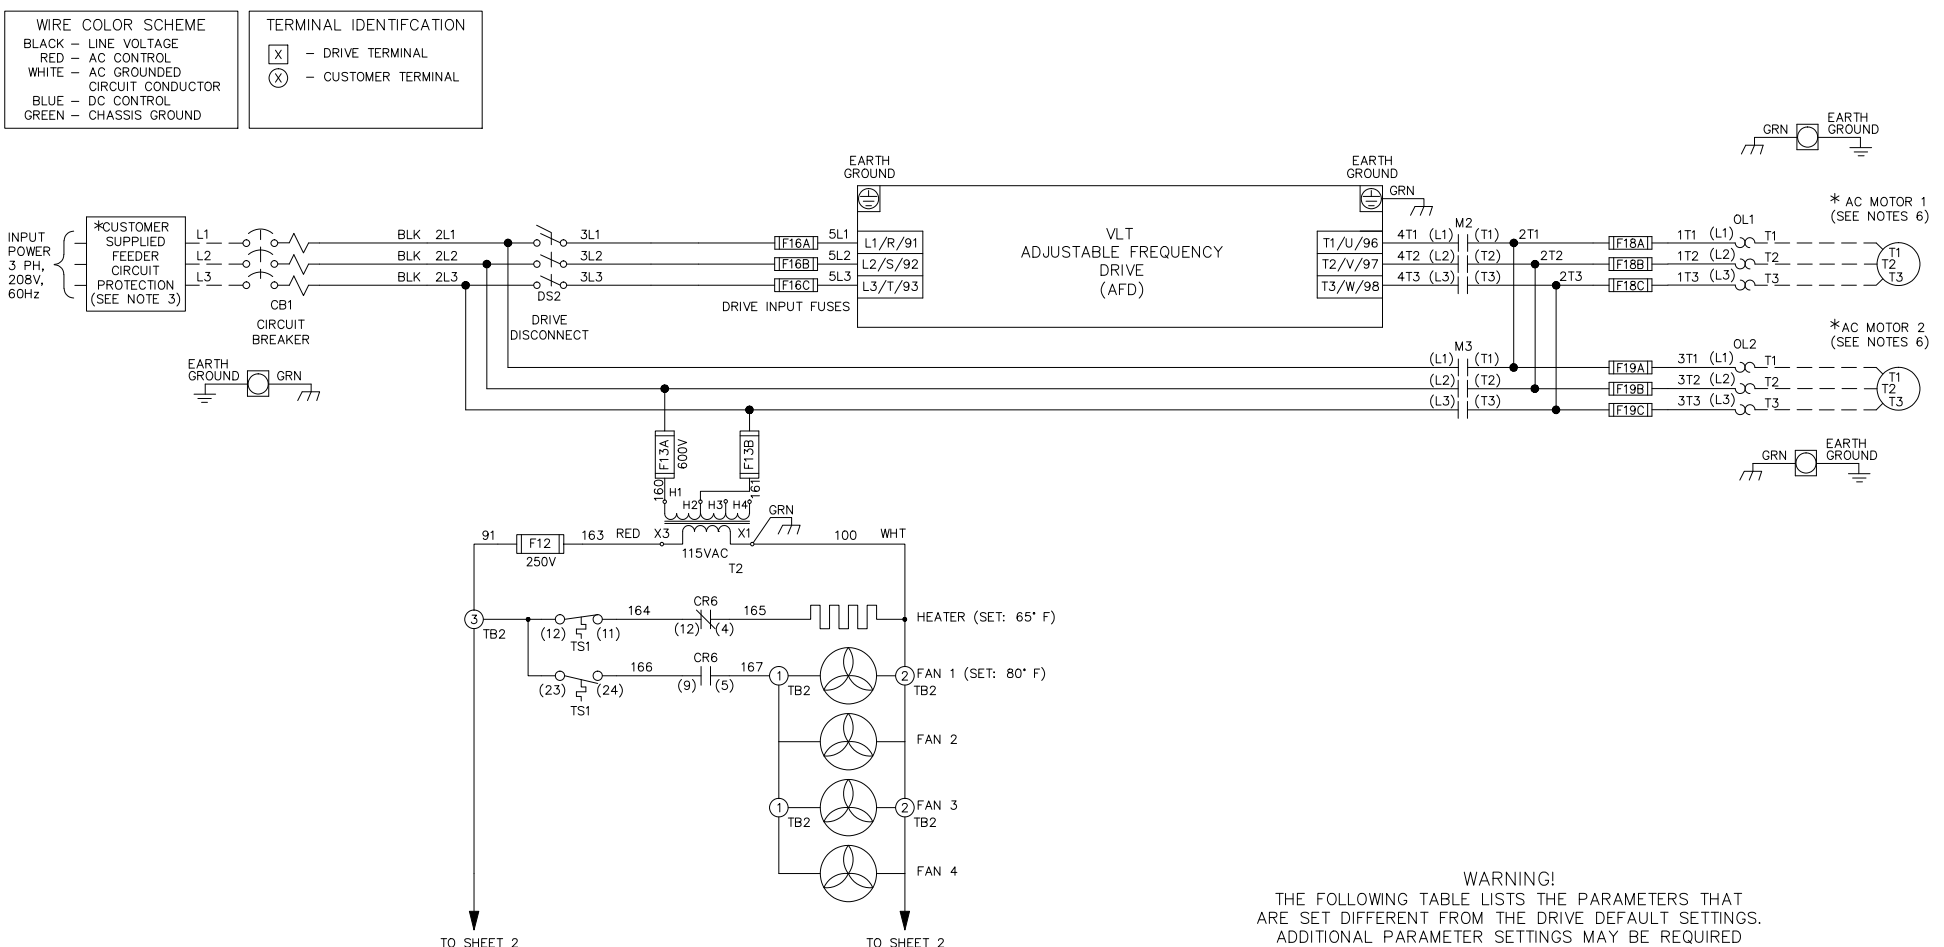 WIRE COLOR SCHEME
BLACK – LINE VOLTAGE
RED – AC CONTROL
WHITE – AC GROUNDED
CIRCUIT CONDUCTOR
BLUE – DC CONTROL
GREEN – CHASSIS GROUND
TERMINAL IDENTIFCATION
X – DRIVE TERMINAL
X – CUSTOMER TERMINAL
INPUT
POWER
3 PH,
208V,
60Hz
*CUSTOMER
SUPPLIED
FEEDER
CIRCUIT
PROTECTION
(SEE NOTE 3)
L1
L2
L3
CB1
CIRCUIT
BREAKER
EARTH
GROUND
GRN
BLK 2L1
BLK 2L2
BLK 2L3
DS2
DRIVE
DISCONNECT
3L1
3L2
3L3
F16A
F16B
F16C
DRIVE INPUT FUSES
5L1
5L2
5L3
EARTH
GROUND
L1/R/91
L2/S/92
L3/T/93
VLT
ADJUSTABLE FREQUENCY
DRIVE
(AFD)
EARTH
GROUND
GRN
T1/U/96
T2/V/97
T3/W/98
M2
4T1 (L1) (T1) 2T1
4T2 (L2) (T2) 2T2
4T3 (L3) (T3) 2T3
F18A
F18B
F18C
OL1
1T1 (L1) T1
1T2 (L2) T2
1T3 (L3) T3
GRN
EARTH
GROUND
* AC MOTOR 1
(SEE NOTES 6)
T1
T2
T3
M3
(L1) (T1)
(L2) (T2)
(L3) (T3)
F19A
F19B
F19C
OL2
3T1 (L1) T1
3T2 (L2) T2
3T3 (L3) T3
*AC MOTOR 2
(SEE NOTES 6)
T1
T2
T3
GRN
EARTH
GROUND
F13A
600V
F13B
160
161
H1
H2 H3 H4
GRN
91
F12
250V
163 RED X3
X1
115VAC
T2
100 WHT
3
TB2
(12) (11)
TS1
164
CR6
(12) (4)
165
HEATER (SET: 65° F)
(23) (24)
TS1
166
CR6
(9) (5)
167
1
TB2
2
TB2
FAN 1 (SET: 80° F)
FAN 2
1
TB2
2
TB2
FAN 3
FAN 4
TO SHEET 2
TO SHEET 2
WARNING!
THE FOLLOWING TABLE LISTS THE PARAMETERS THAT
ARE SET DIFFERENT FROM THE DRIVE DEFAULT SETTINGS.
ADDITIONAL PARAMETER SETTINGS MAY BE REQUIRED